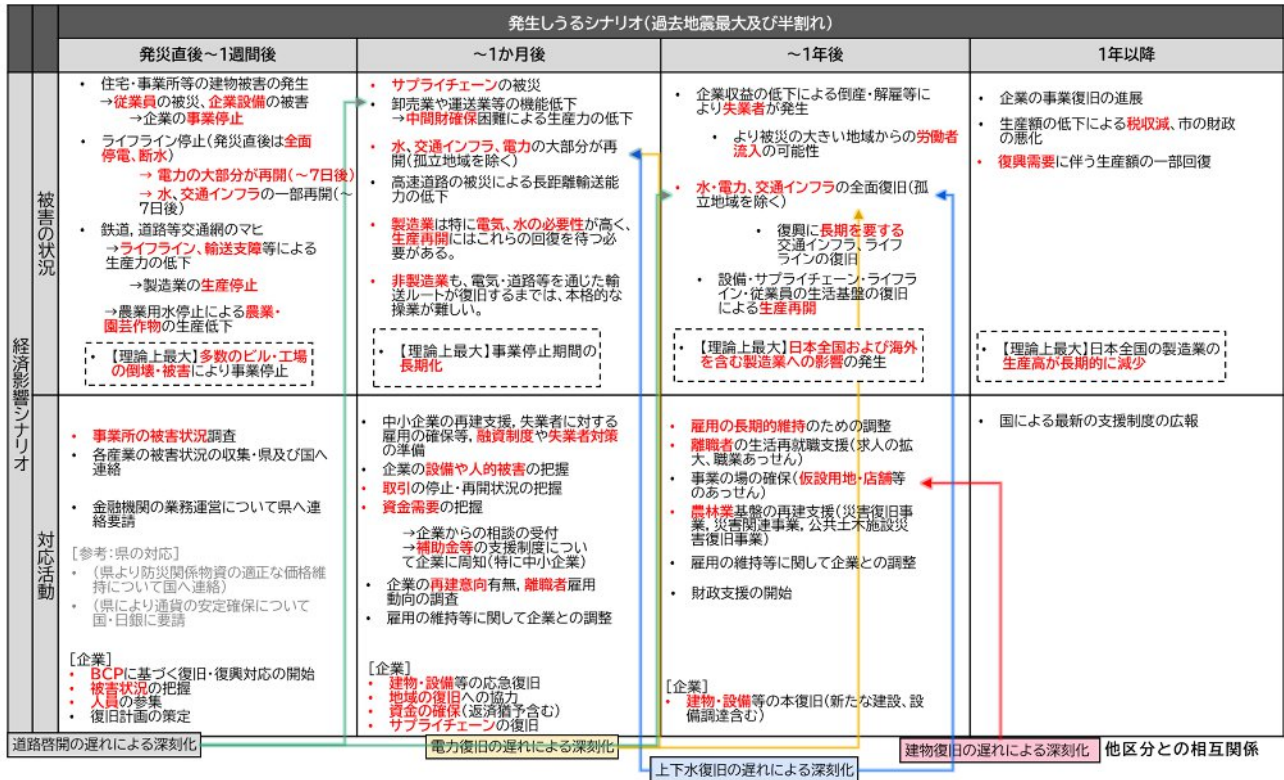 発生しうるシナリオ(過去地震最大及び半割れ)
発災直後～1週間後
～1か月後
～1年後
1年以降
経済影響シナリオ
被害の状況
• 住宅・事業所等の建物被害の発生
→従業員の被災、企業設備の被害
→企業の事業停止
• ライフライン停止(発災直後は全面
停電、断水)
→ 電力の大部分が再開(～7日後)
→ 水、交通インフラの一部再開(～
7日後)
• 鉄道, 道路等交通網のマヒ
→ライフライン、輸送支障等による
生産力の低下
→製造業の生産停止
→農業用水停止による農業・
園芸作物の生産低下
• 【理論上最大】多数のビル・工場
の倒壊・被害により事業停止
• サプライチェーンの被災
• 卸売業や運送業等の機能低下
→中間財確保困難による生産力の低下
• 水、交通インフラ、電力の大部分が再
開(孤立地域を除く)
• 高速道路の被災による長距離輸送能
力の低下
• 製造業は特に電気、水の必要性が高く、
生産再開にはこれらの回復を待つ必
要がある。
• 非製造業も、電気・道路等を通じた輸
送ルートが復旧するまでは、本格的な
操業が難しい。
• 【理論上最大】事業停止期間の
長期化
• 企業収益の低下による倒産・解雇等に
より失業者が発生
• より被災の大きい地域からの労働者
流入の可能性
• 水・電力、交通インフラの全面復旧(孤
立地域を除く)
• 復興に長期を要する
交通インフラ、ライフ
ラインの復旧
• 設備・サプライチェーン・ライフ
ライン・従業員の生活基盤の復旧
による生産再開
• 【理論上最大】日本全国および海外
を含む製造業への影響の発生
• 企業の事業復旧の進展
• 生産額の低下による税収減、市の財政
の悪化
• 復興需要に伴う生産額の一部回復
• 【理論上最大】日本全国の製造業の
生産高が長期的に減少
対応活動
• 事業所の被害状況調査
• 各産業の被害状況の収集・県及び国へ
連絡
• 金融機関の業務運営について県へ連
絡要請
[参考:県の対応]
• (県より防災関係物資の適正な価格維
持について国へ連絡)
• (県により通貨の安定確保について
国・日銀に要請)
[企業]
• BCPに基づく復旧・復興対応の開始
• 被害状況の把握
• 人員の参集
• 復旧計画の策定
• 中小企業の再建支援, 失業者に対する
雇用の確保等, 融資制度や失業者対策
の準備
• 企業の設備や人的被害の把握
• 取引の停止・再開状況の把握
• 資金需要の把握
→企業からの相談の受付
→補助金等の支援制度につい
て企業に周知(特に中小企業)
• 企業の再建意向有無, 離職者雇用
動向の調査
• 雇用の維持等に関して企業との調整
[企業]
• 建物・設備等の応急復旧
• 地域の復旧への協力
• 資金の確保(返済猶予含む)
• サプライチェーンの復旧
• 雇用の長期的維持のための調整
• 離職者の生活再就職支援(求人の拡
大、職業あっせん)
• 事業の場の確保(仮設用地・店舗等
のあっせん)
• 農林業基盤の再建支援(災害復旧事
業, 災害関連事業, 公共土木施設災
害復旧事業)
• 雇用の維持等に関して企業との調整
• 財政支援の開始
[企業]
• 建物・設備等の本復旧(新たな建設、設
備調達含む)
• 国による最新の支援制度の広報
道路啓開の遅れによる深刻化
電力復旧の遅れによる深刻化
上下水復旧の遅れによる深刻化
建物復旧の遅れによる深刻化
他区分との相互関係